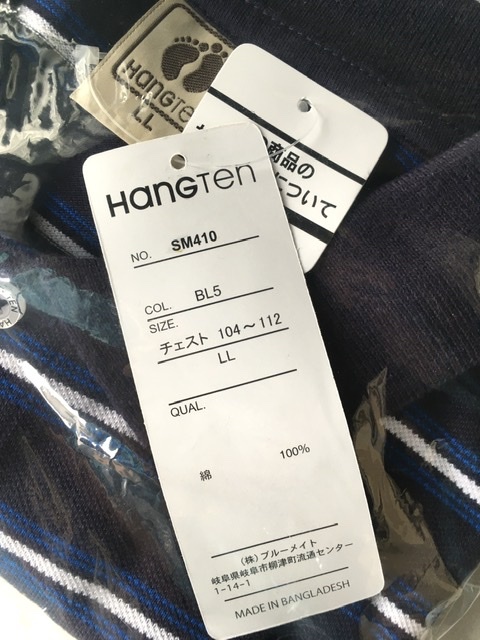 HANGTEN
LL
商品の
について
HANGTEN
NO. SM410
COL. BL5
SIZE.
チェスト 104～112
LL
QUAL.
綿 100%
(株) ブルーメイト
岐阜県岐阜市柳津町流通センター
1-14-1
MADE IN BANGLADESH